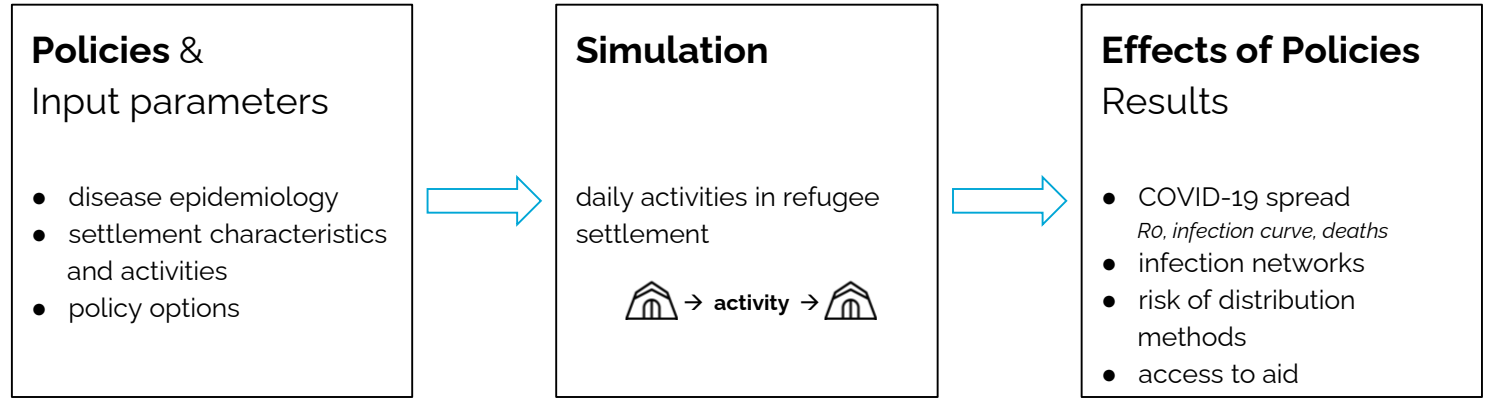 Policies &
Input parameters
● disease epidemiology
● settlement characteristics
and activities
● policy options
Simulation
daily activities in refugee
settlement
→ activity →
Effects of Policies
Results
● COVID-19 spread
R0, infection curve, deaths
● infection networks
● risk of distribution
methods
● access to aid